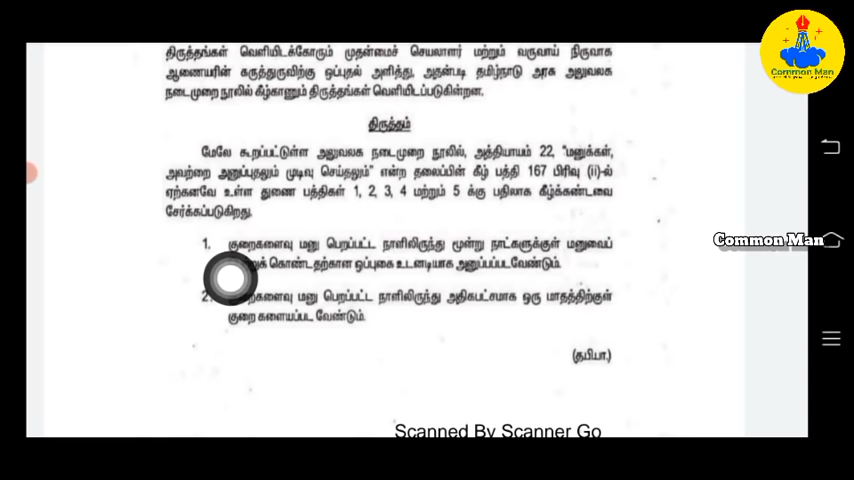 திருத்தங்கள் வெளியிடக்கோரும் முதன்மைச் செயலாளர் மற்றும் வருவாய் நிருவாக
ஆணையரின் கருத்துருவிற்கு ஒப்புதல் அளித்து, அதன்படி தமிழ்நாடு அரசு அலுவலக
நடைமுறை நூலில் கீழ்காணும் திருத்தங்கள் வெளியிடப்படுகின்றன.
திருத்தம்
மேலே கூறப்பட்டுள்ள அலுவலக நடைமுறை நூலில், அத்தியாயம் 22, "மனுக்கள்,
அவற்றை அனுப்புதலும் முடிவு செய்தலும்" என்ற தலைப்பின் கீழ் பத்தி 167 பிரிவு (ii)-ல்
ஏற்கனவே உள்ள துணை பத்திகள் 1, 2, 3, 4 மற்றும் 5 க்கு பதிலாக கீழ்க்கண்டவை
சேர்க்கப்படுகிறது.
1. குறைகளைவு மனு பெறப்பட்ட நாளிலிருந்து மூன்று நாட்களுக்குள் மனுவைப்
கொண்டதற்கான ஒப்புகை உடனடியாக அனுப்பப்படவேண்டும்.
2. மனு பெறப்பட்ட நாளிலிருந்து அதிகபட்சமாக ஒரு மாதத்திற்குள்
குறை களையப்பட வேண்டும்.
(தபியா.)
Scanned By Scanner Go
Common Man
Common Man